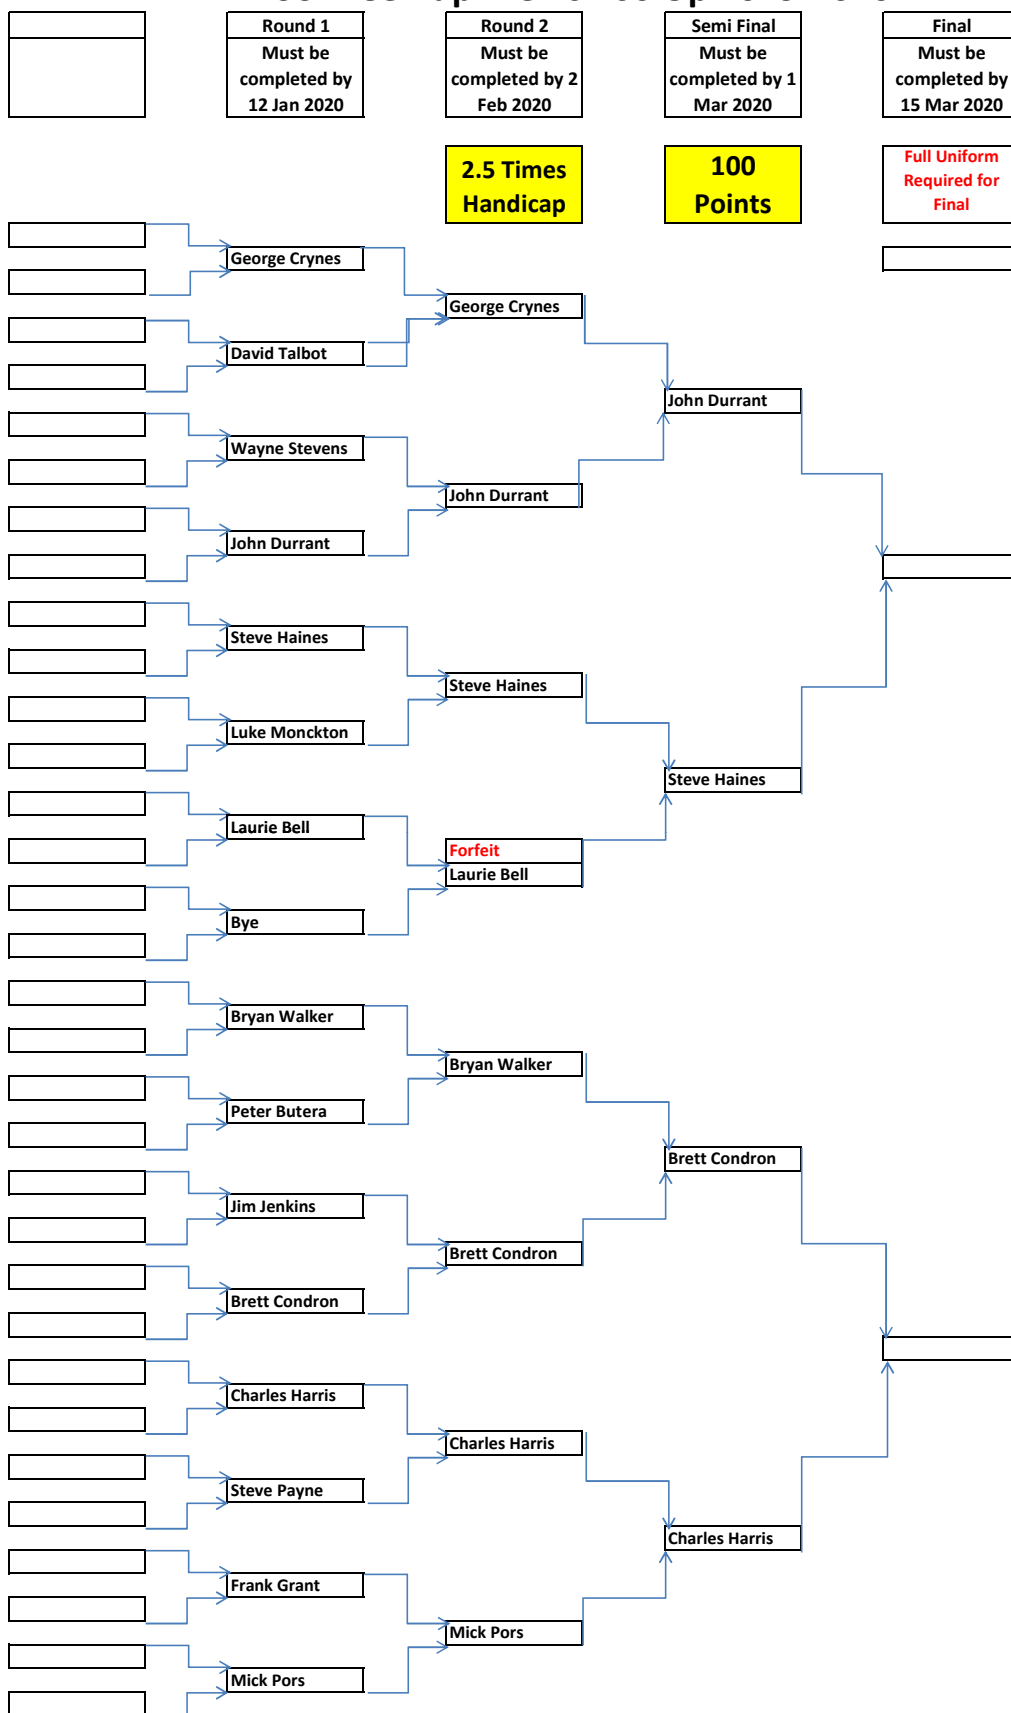 Round 1
Must be
completed by
12 Jan 2020
Round 2
Must be
completed by 2
Feb 2020
Semi Final
Must be
completed by 1
Mar 2020
Final
Must be
completed by
15 Mar 2020
2.5 Times
Handicap
100
Points
Full Uniform
Required for
Final
George Crynes
George Crynes
David Talbot
John Durrant
Wayne Stevens
John Durrant
John Durrant
Steve Haines
Steve Haines
Luke Monckton
Steve Haines
Laurie Bell
Forfeit
Laurie Bell
Bye
Bryan Walker
Bryan Walker
Peter Butera
Brett Condron
Jim Jenkins
Brett Condron
Brett Condron
Charles Harris
Charles Harris
Steve Payne
Charles Harris
Frank Grant
Mick Pors
Mick Pors